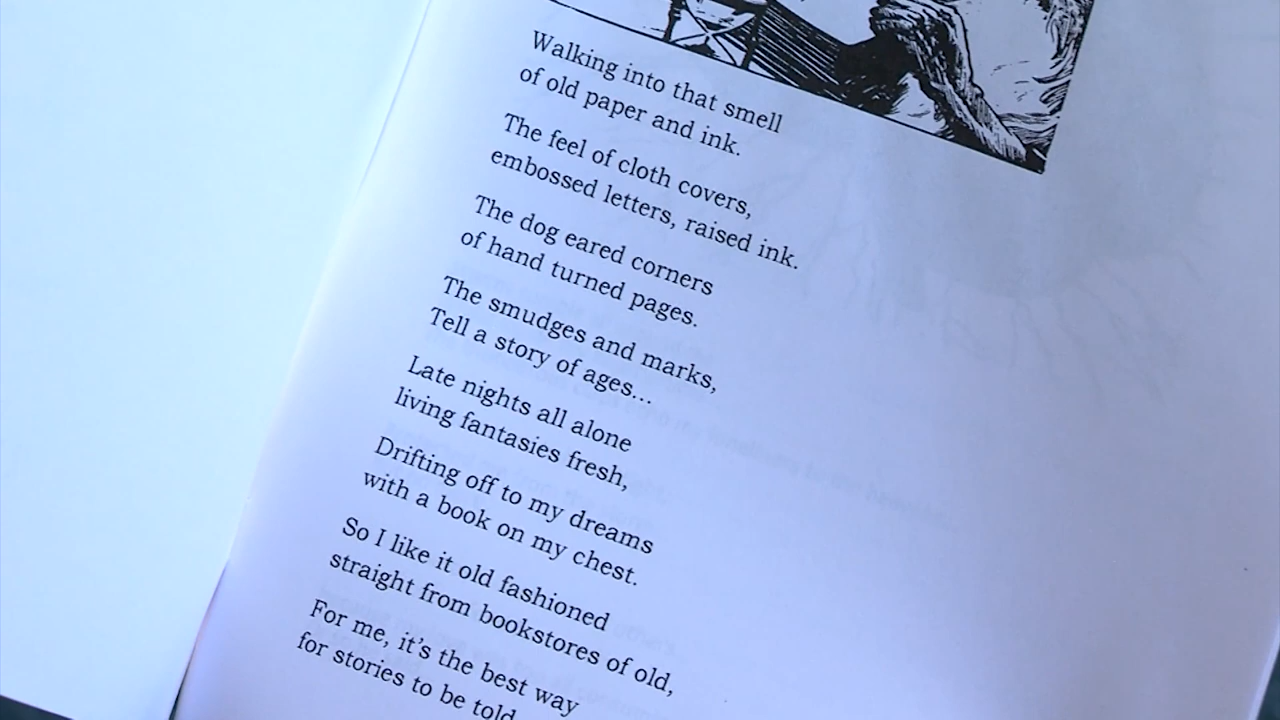 Walking into that smell
of old paper and ink.
The feel of cloth covers,
embossed letters, raised ink.
The dog eared corners
of hand turned pages.
The smudges and marks,
Tell a story of ages...
Late nights all alone
living fantasies fresh,
Drifting off to my dreams
with a book on my chest.
So I like it old fashioned
straight from bookstores of old,
For me, it's the best way
for stories to be told